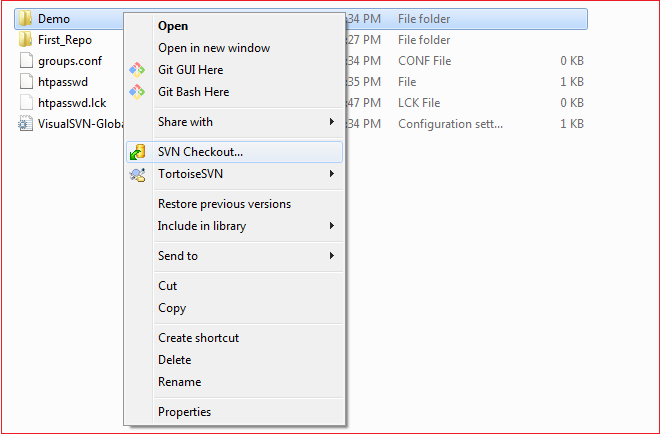 Demo :34 PM File folder
First_Repo :27 PM File folder
groups.conf :34 PM CONF File 0 KB
htpasswd :35 PM File 1 KB
htpasswd.lck :47 PM LCK File 0 KB
VisualSVN-Globa :34 PM Configuration sett... 1 KB
Open
Open in new window
Git GUI Here
Git Bash Here
Share with
SVN Checkout...
TortoiseSVN
Restore previous versions
Include in library
Send to
Cut
Copy
Create shortcut
Delete
Rename
Properties